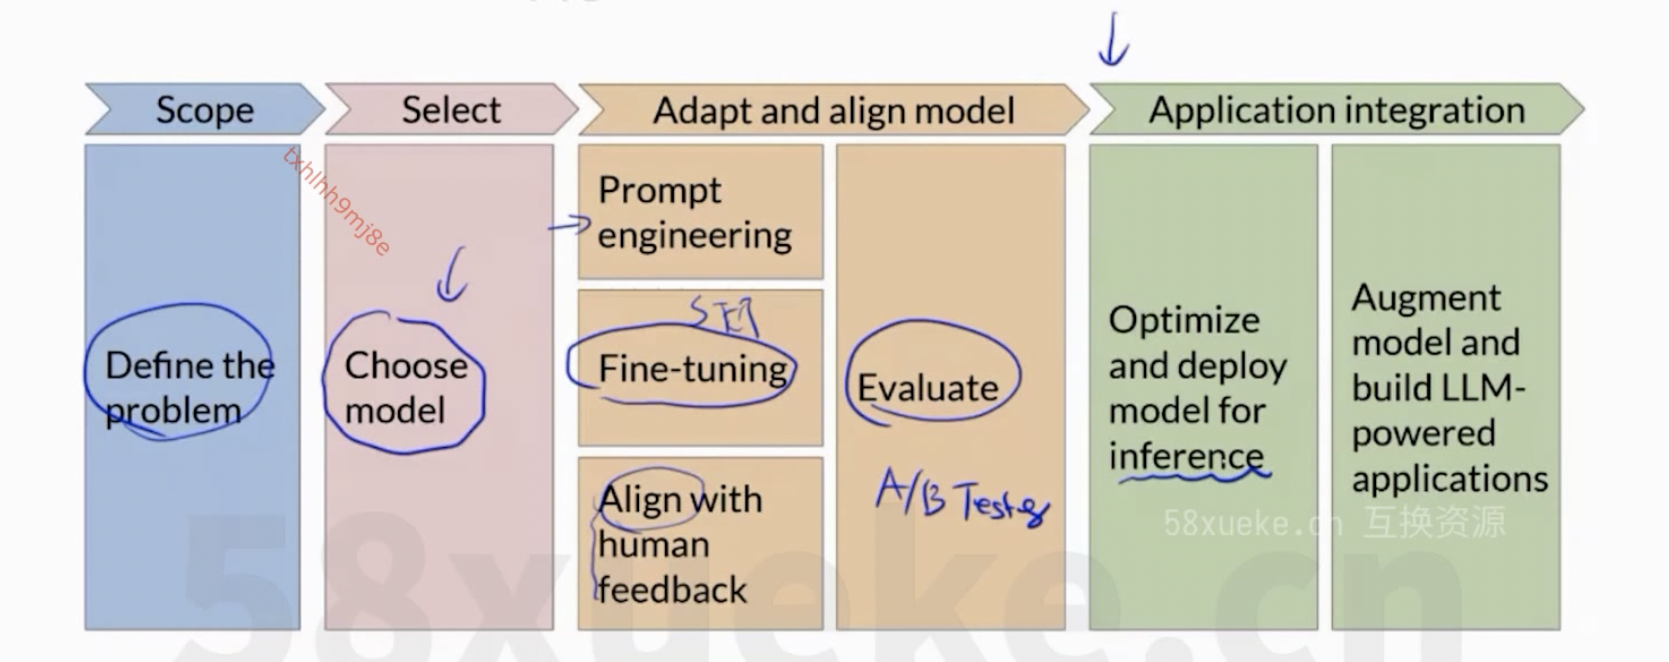 Scope
Select
Adapt and align model
Application integration
txhlhh9mj8e
Define the
problem
Choose
model
Prompt
engineering
Fine-tuning
Align with
human
feedback
Evaluate
A/B
Optimize
and deploy
model for
inference
Augment
model and
build LLM-
powered
applications
58xueke.cn 互换资源
58xueke.cn